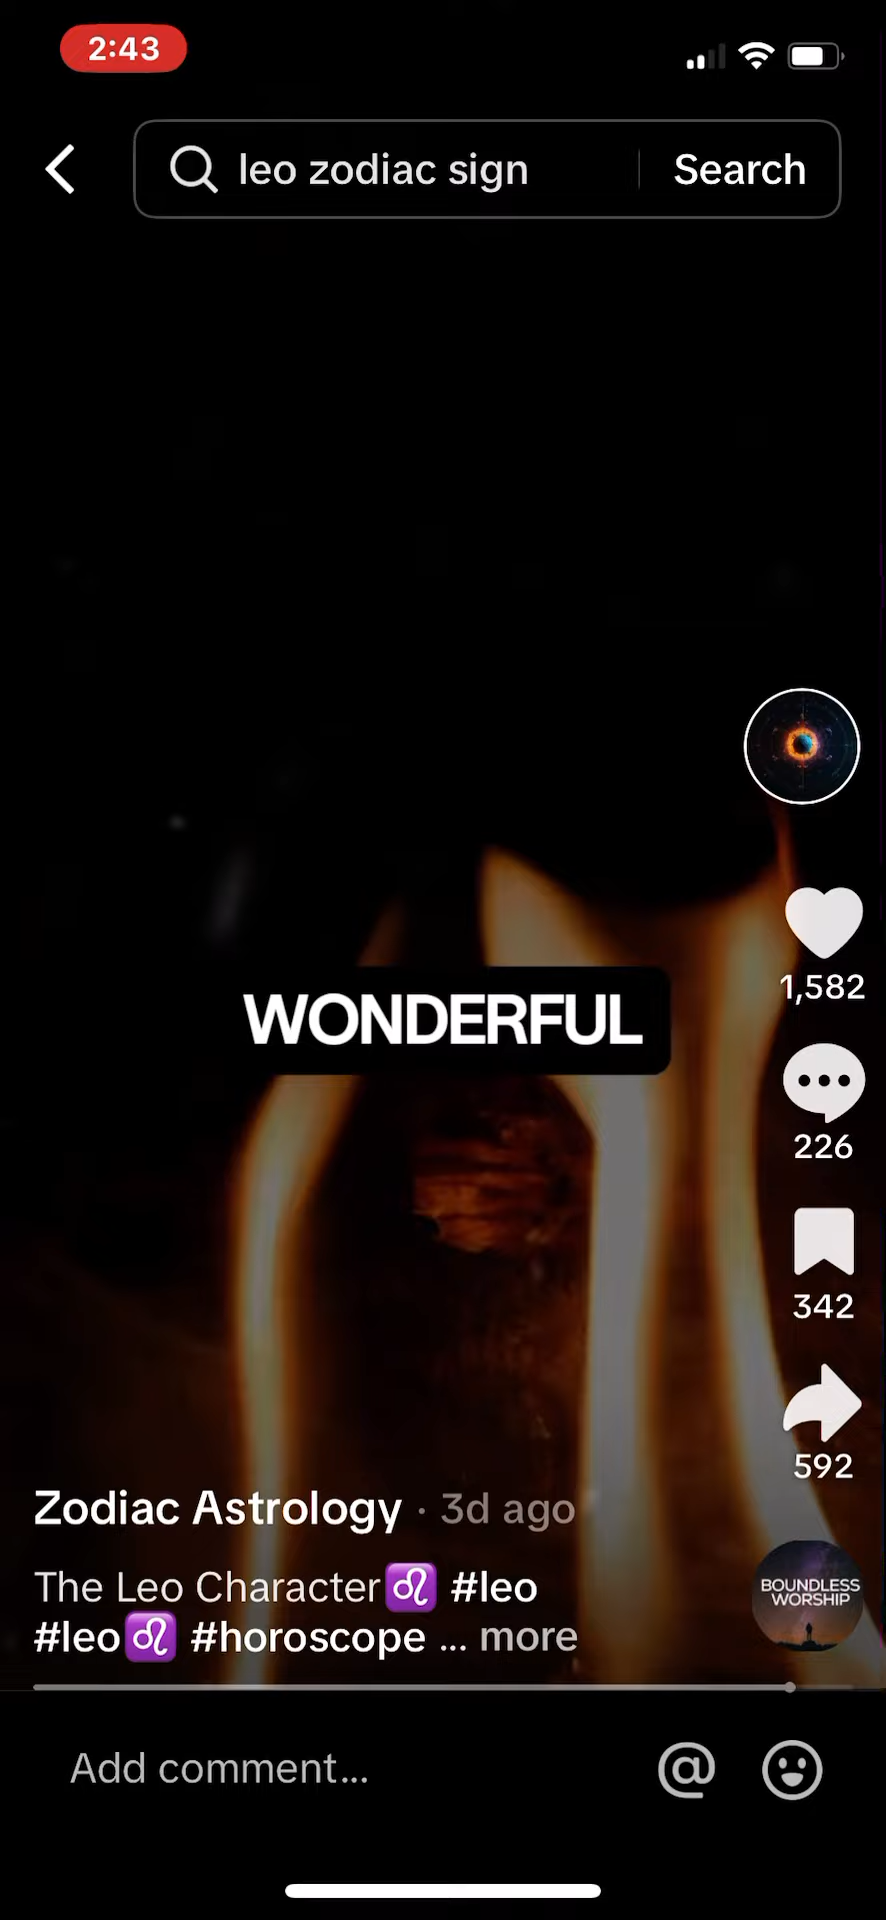 2:43
leo zodiac sign
Search
WONDERFUL
1,582
226
342
592
Zodiac Astrology · 3d ago
The Leo Character♌ #leo
#leo♌ #horoscope ... more
BOUNDLESS
WORSHIP
Add comment...